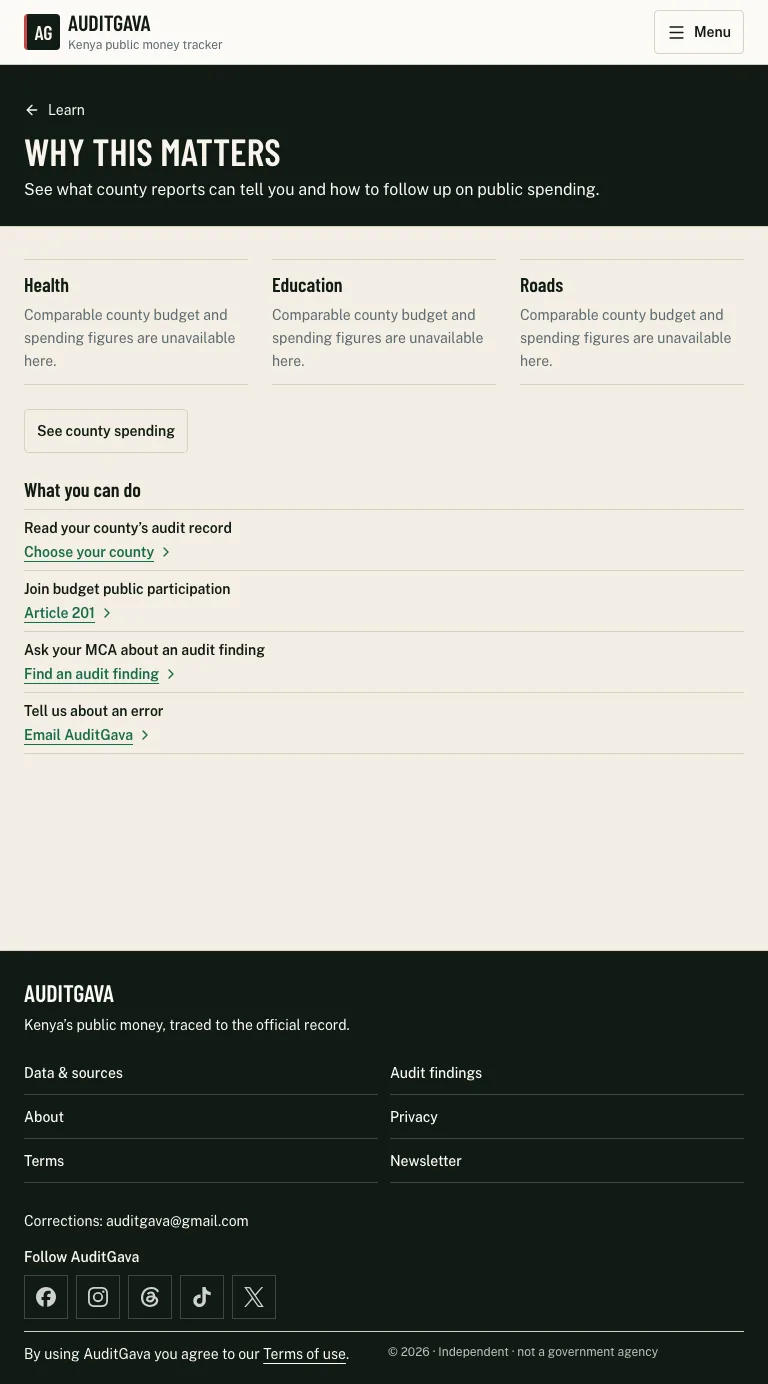 AG
AUDITGAVA
Kenya public money tracker
Menu
Learn
WHY THIS MATTERS
See what county reports can tell you and how to follow up on public spending.
Health
Comparable county budget and
spending figures are unavailable
here.
Education
Comparable county budget and
spending figures are unavailable
here.
Roads
Comparable county budget and
spending figures are unavailable
here.
See county spending
What you can do
Read your county’s audit record
Choose your county
Join budget public participation
Article 201
Ask your MCA about an audit finding
Find an audit finding
Tell us about an error
Email AuditGava
AUDITGAVA
Kenya’s public money, traced to the official record.
Data & sources
Audit findings
About
Privacy
Terms
Newsletter
Corrections: auditgava@gmail.com
Follow AuditGava
By using AuditGava you agree to our Terms of use.
© 2026 · Independent · not a government agency